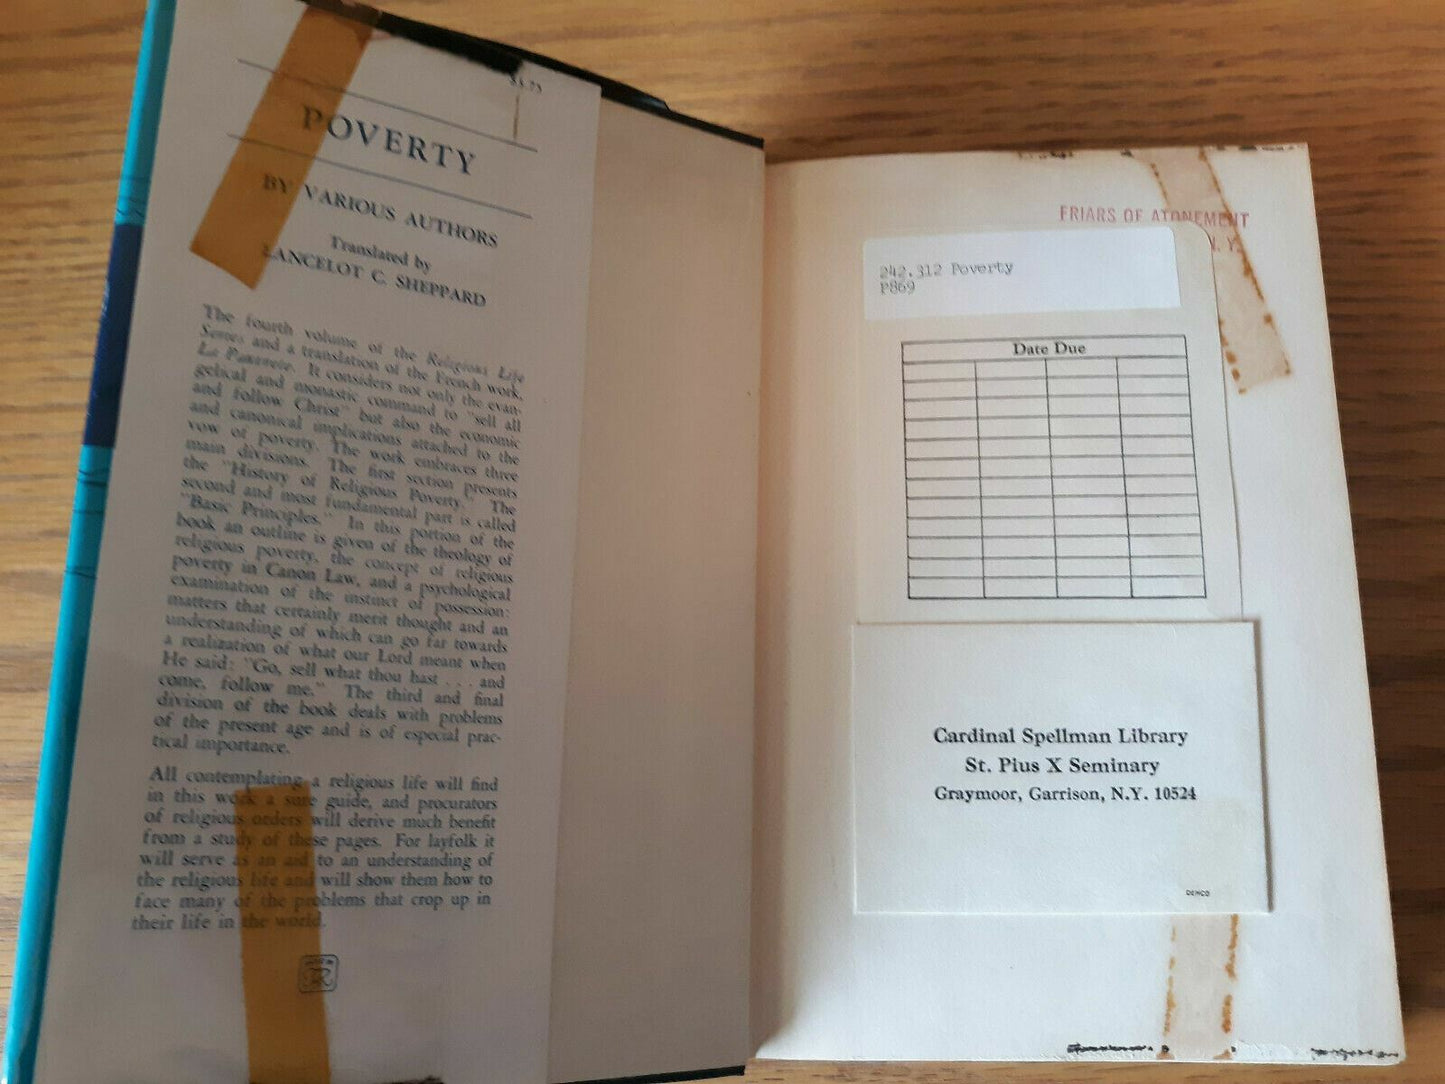 $3.75
POVERTY
BY VARIOUS AUTHORS
Translated by
LANCELOT C. SHEPPARD
The fourth volume of the Religious Life
Series and a translation of the French work,
La Pauvreté. It considers not only the evan-
gelical and monastic command to "sell all
and follow Christ" but also the economic
and canonical implications attached to the
vow of poverty. The work embraces three
main divisions. The first section presents
the "History of Religious Poverty." The
second and most fundamental part is called
"Basic Principles." In this portion of the
book an outline is given of the theology of
religious poverty, the concept of religious
poverty in Canon Law, and a psychological
examination of the instinct of possession:
matters that certainly merit thought and an
understanding of which can go far towards
a realization of what our Lord meant when
He said: "Go, sell what thou hast . . . and
come, follow me." The third and final
division of the book deals with problems
of the present age and is of especial prac-
tical importance.
All contemplating a religious life will find
in this work a sure guide, and procurators
of religious orders will derive much benefit
from a study of these pages. For layfolk it
will serve as an aid to an understanding of
the religious life and will show them how to
face many of the problems that crop up in
their life in the world.
FRIARS OF ATONEMENT
N. Y.
242.312 Poverty
P869
Date Due
Cardinal Spellman Library
St. Pius X Seminary
Graymoor, Garrison, N.Y. 10524
DEMCO